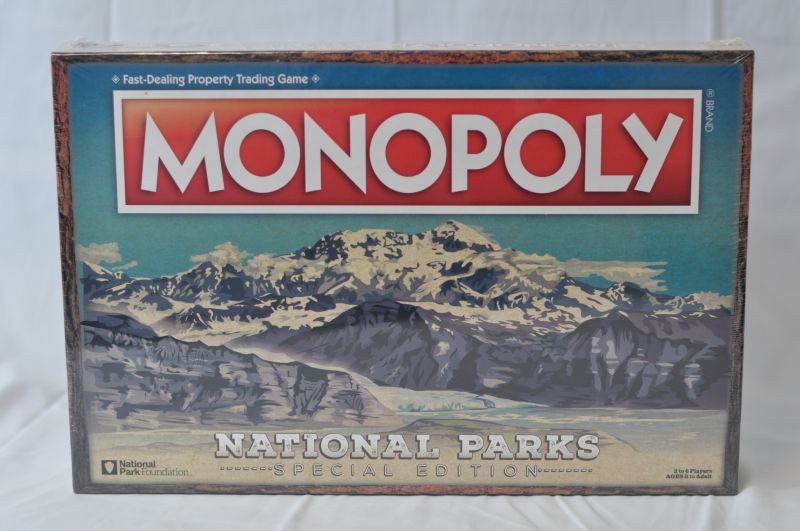 Fast-Dealing Property Trading Game
MONOPOLY
® BRAND
NATIONAL PARKS
SPECIAL EDITION
National
Park Foundation
2 to 6 Players
AGES 8 to Adult